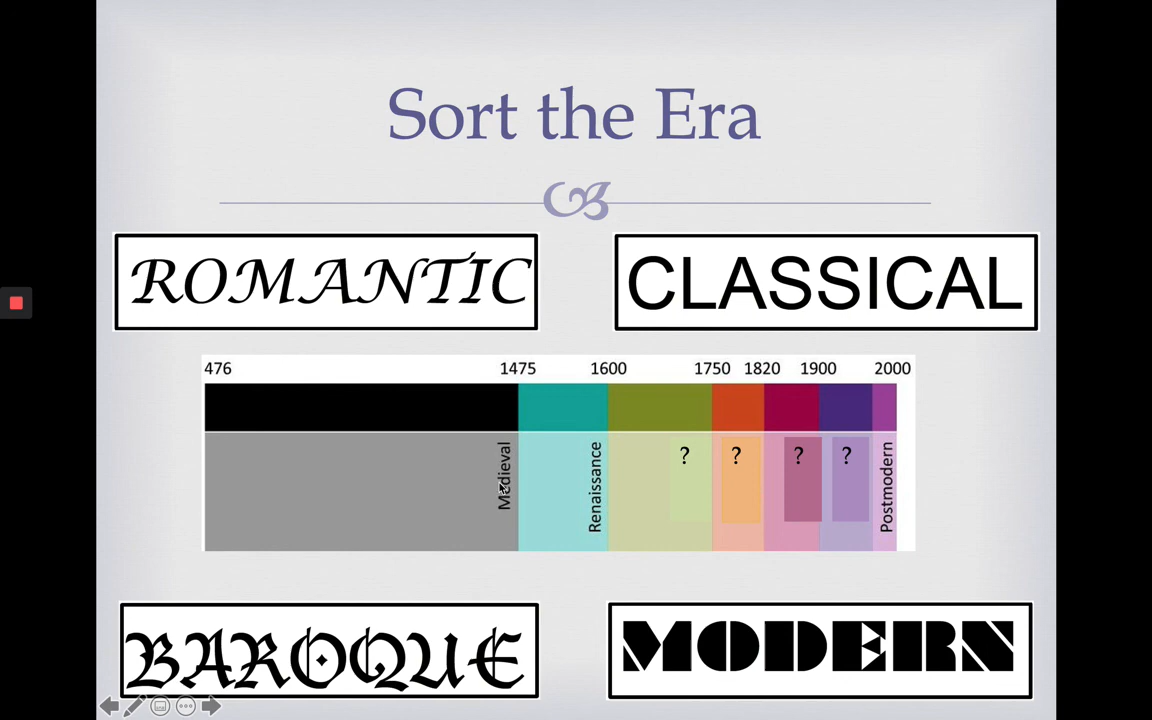 Sort the Era
ROMANTIC
CLASSICAL
476 1475 1600 1750 1820 1900 2000
Medieval
Renaissance
?
?
?
?
Postmodern
BAROQUE
MODERN